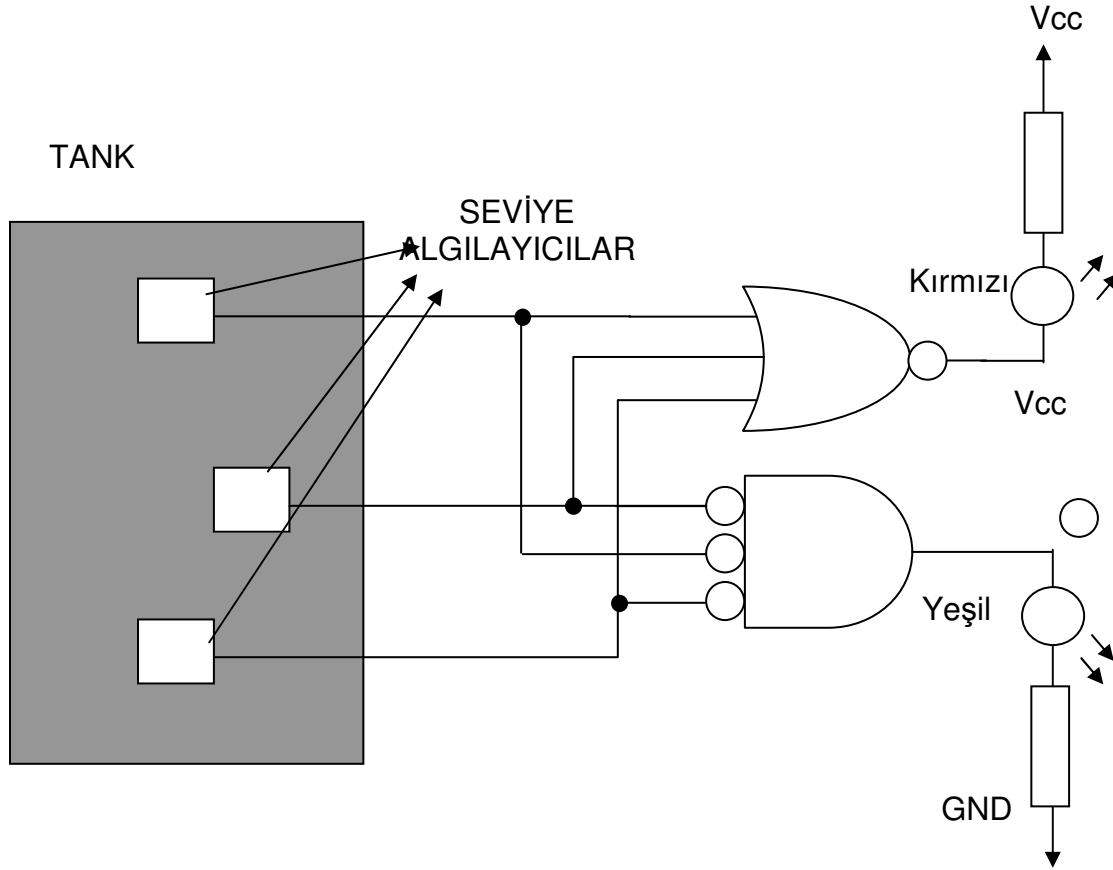 Vcc
TANK
SEVİYE
ALGILAYICILAR
Kırmızı
Vcc
Yeşil
GND